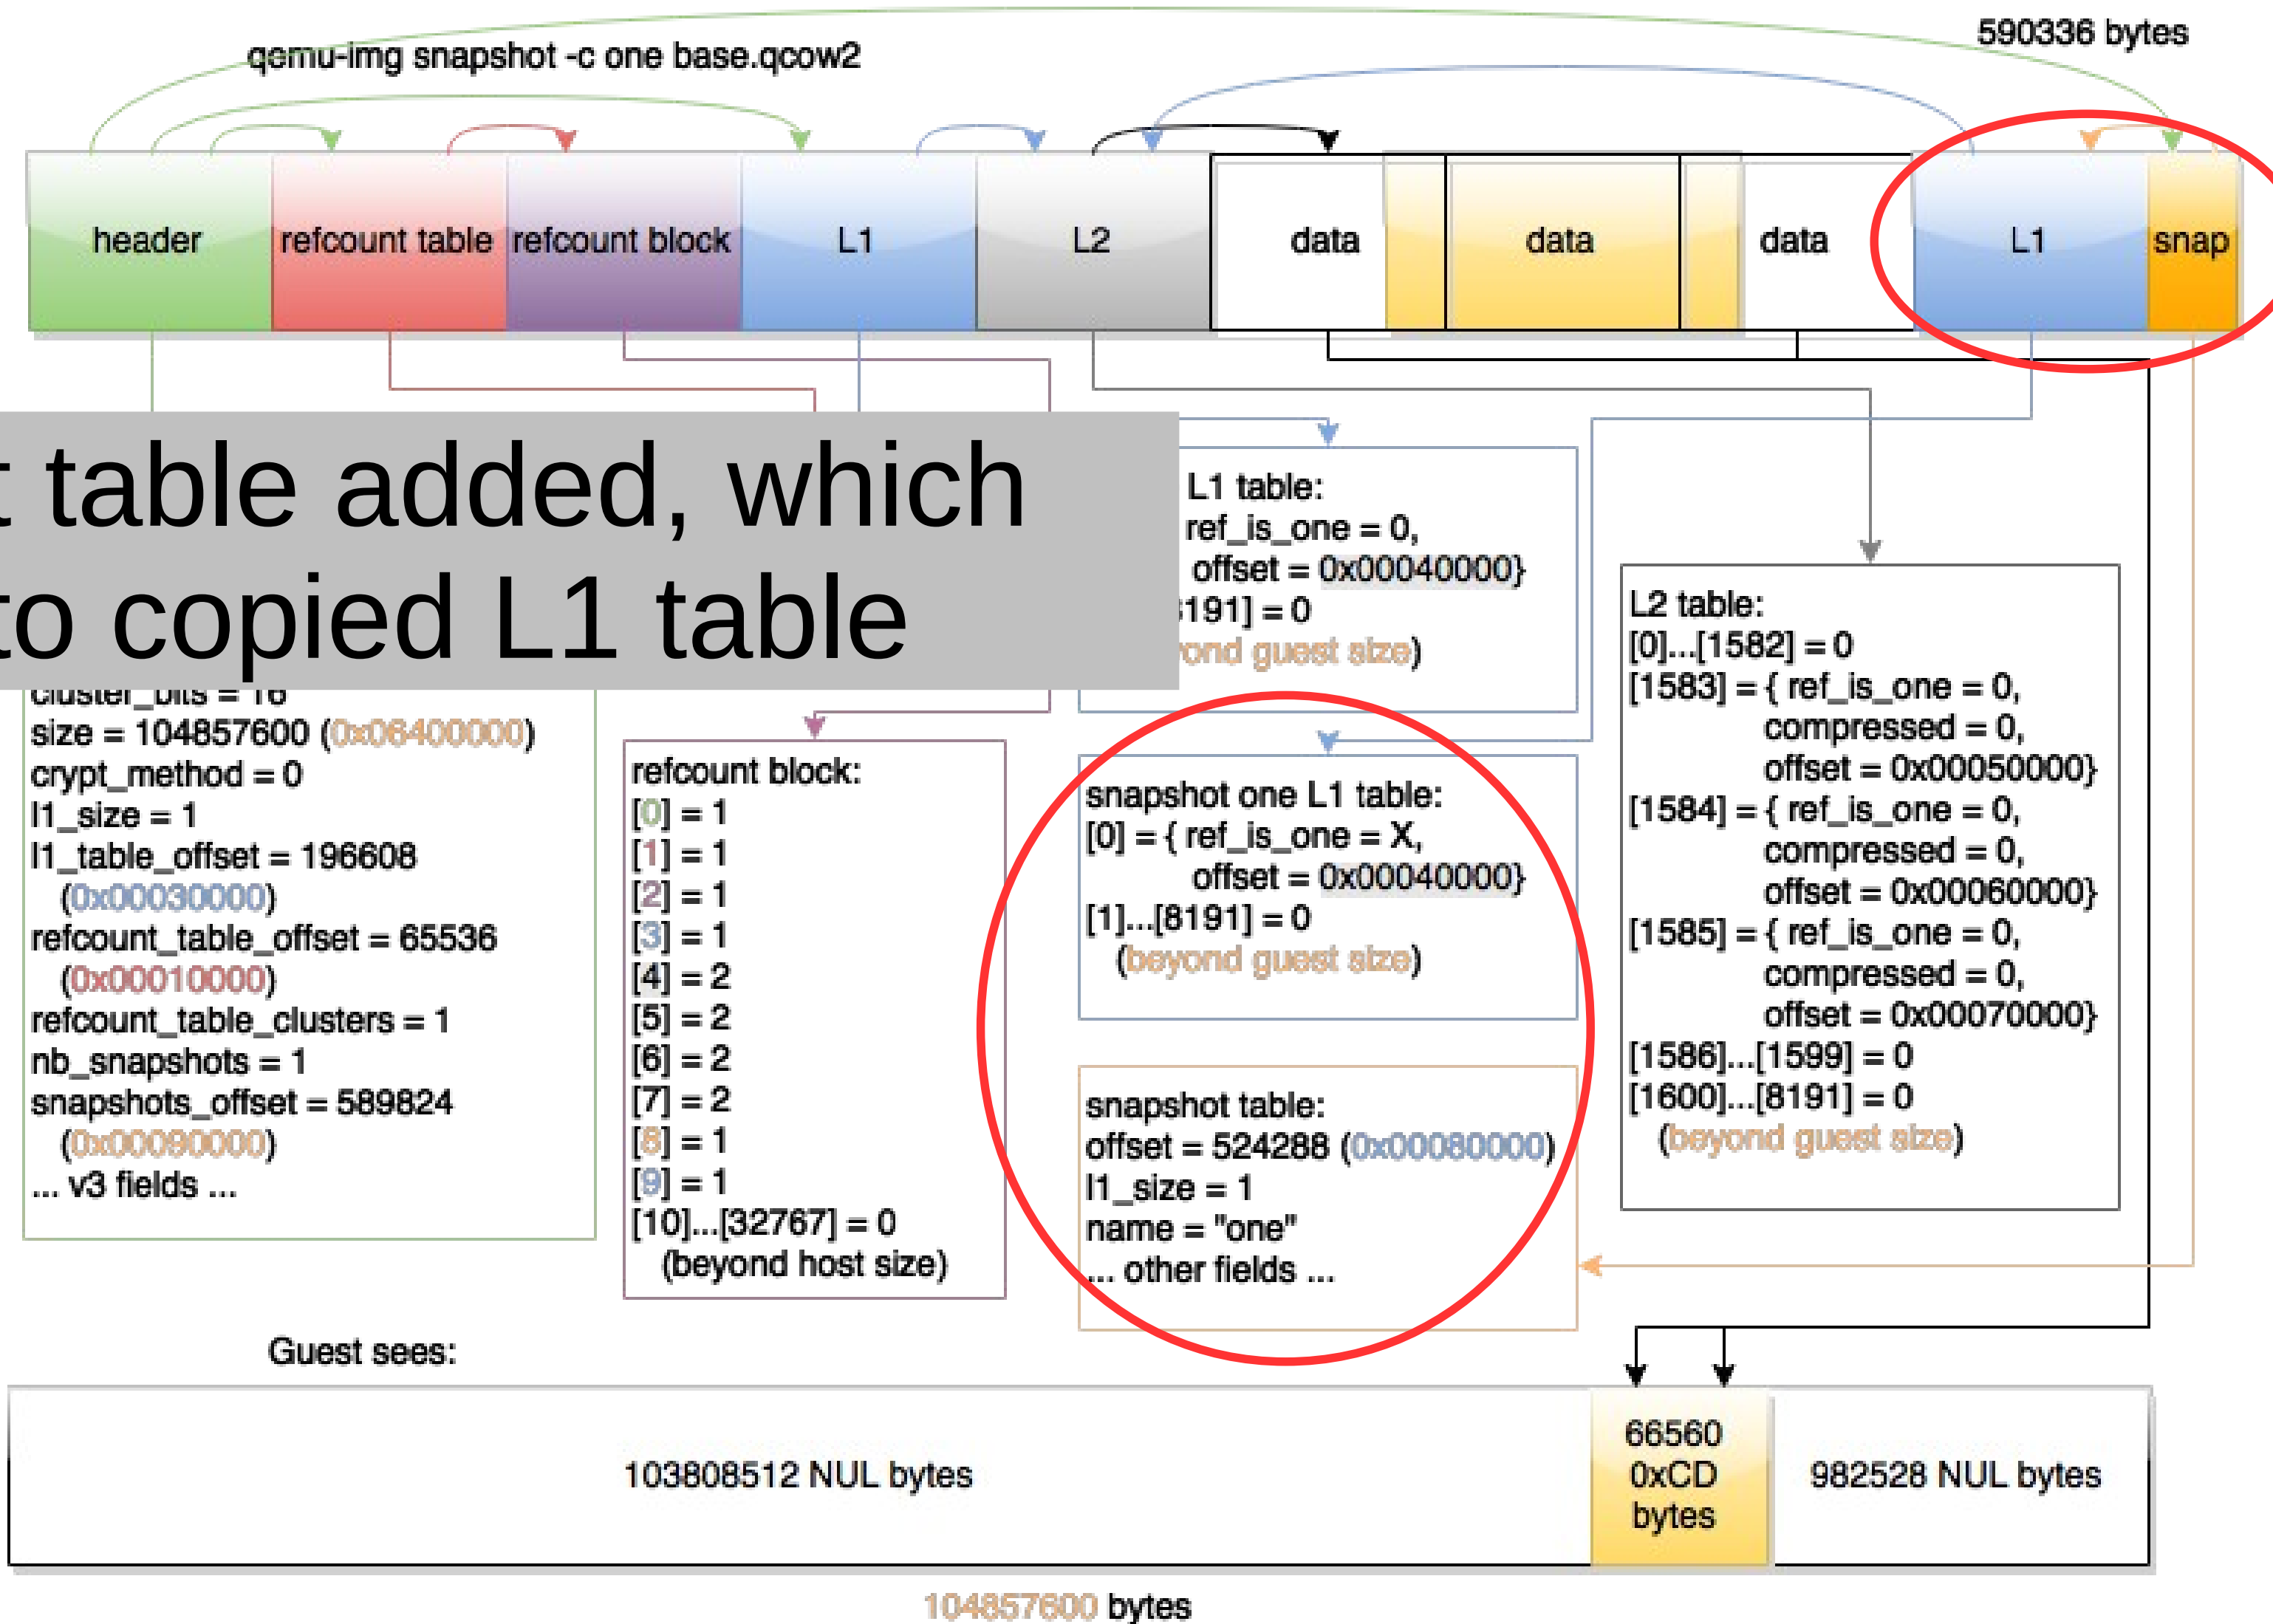 590336 bytes
qemu-img snapshot -c one base.qcow2
header
refcount table
refcount block
L1
L2
data
data
data
L1
snap
table added, which
to copied L1 table
L1 table:
ref_is_one = 0,
offset = 0x00040000}
8191] = 0
guest size)
cluster_bits = 16
size = 104857600 (0x06400000)
crypt_method = 0
l1_size = 1
l1_table_offset = 196608
(0x00030000)
refcount_table_offset = 65536
(0x00010000)
refcount_table_clusters = 1
nb_snapshots = 1
snapshots_offset = 589824
(0x00090000)
... v3 fields ...
refcount block:
[0] = 1
[1] = 1
[2] = 1
[3] = 1
[4] = 2
[5] = 2
[6] = 2
[7] = 2
[8] = 1
[9] = 1
[10]...[32767] = 0
(beyond host size)
snapshot one L1 table:
[0] = { ref_is_one = X,
offset = 0x00040000}
[1]...[8191] = 0
(beyond guest size)
snapshot table:
offset = 524288 (0x00080000)
l1_size = 1
name = "one"
... other fields ...
L2 table:
[0]...[1582] = 0
[1583] = { ref_is_one = 0,
compressed = 0,
offset = 0x00050000}
[1584] = { ref_is_one = 0,
compressed = 0,
offset = 0x00060000}
[1585] = { ref_is_one = 0,
compressed = 0,
offset = 0x00070000}
[1586]...[1599] = 0
[1600]...[8191] = 0
(beyond guest size)
Guest sees:
103808512 NUL bytes
66560
0xCD
bytes
982528 NUL bytes
104857600 bytes